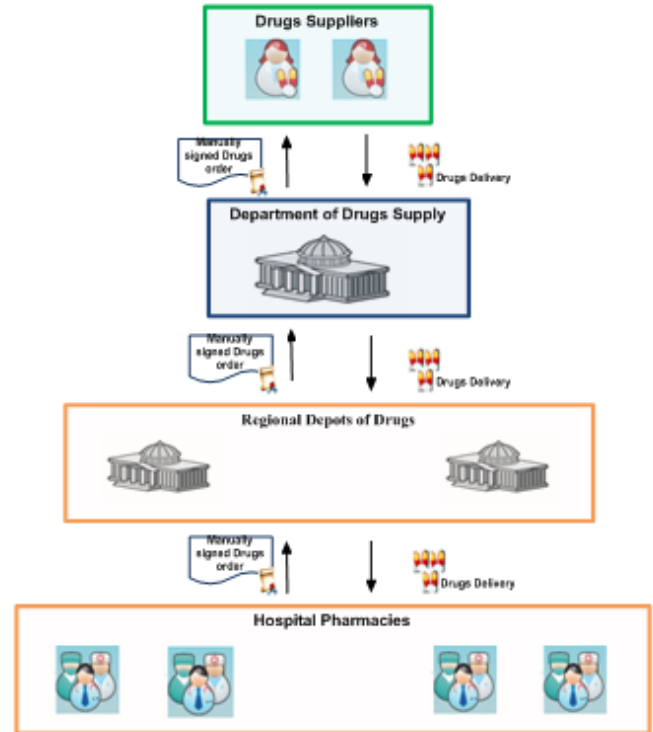 Drugs Suppliers
Manually
signed Drugs
order
Drugs Delivery
Department of Drugs Supply
Manually
signed Drugs
order
Drugs Delivery
Regional Depots of Drugs
Manually
signed Drugs
order
Drugs Delivery
Hospital Pharmacies